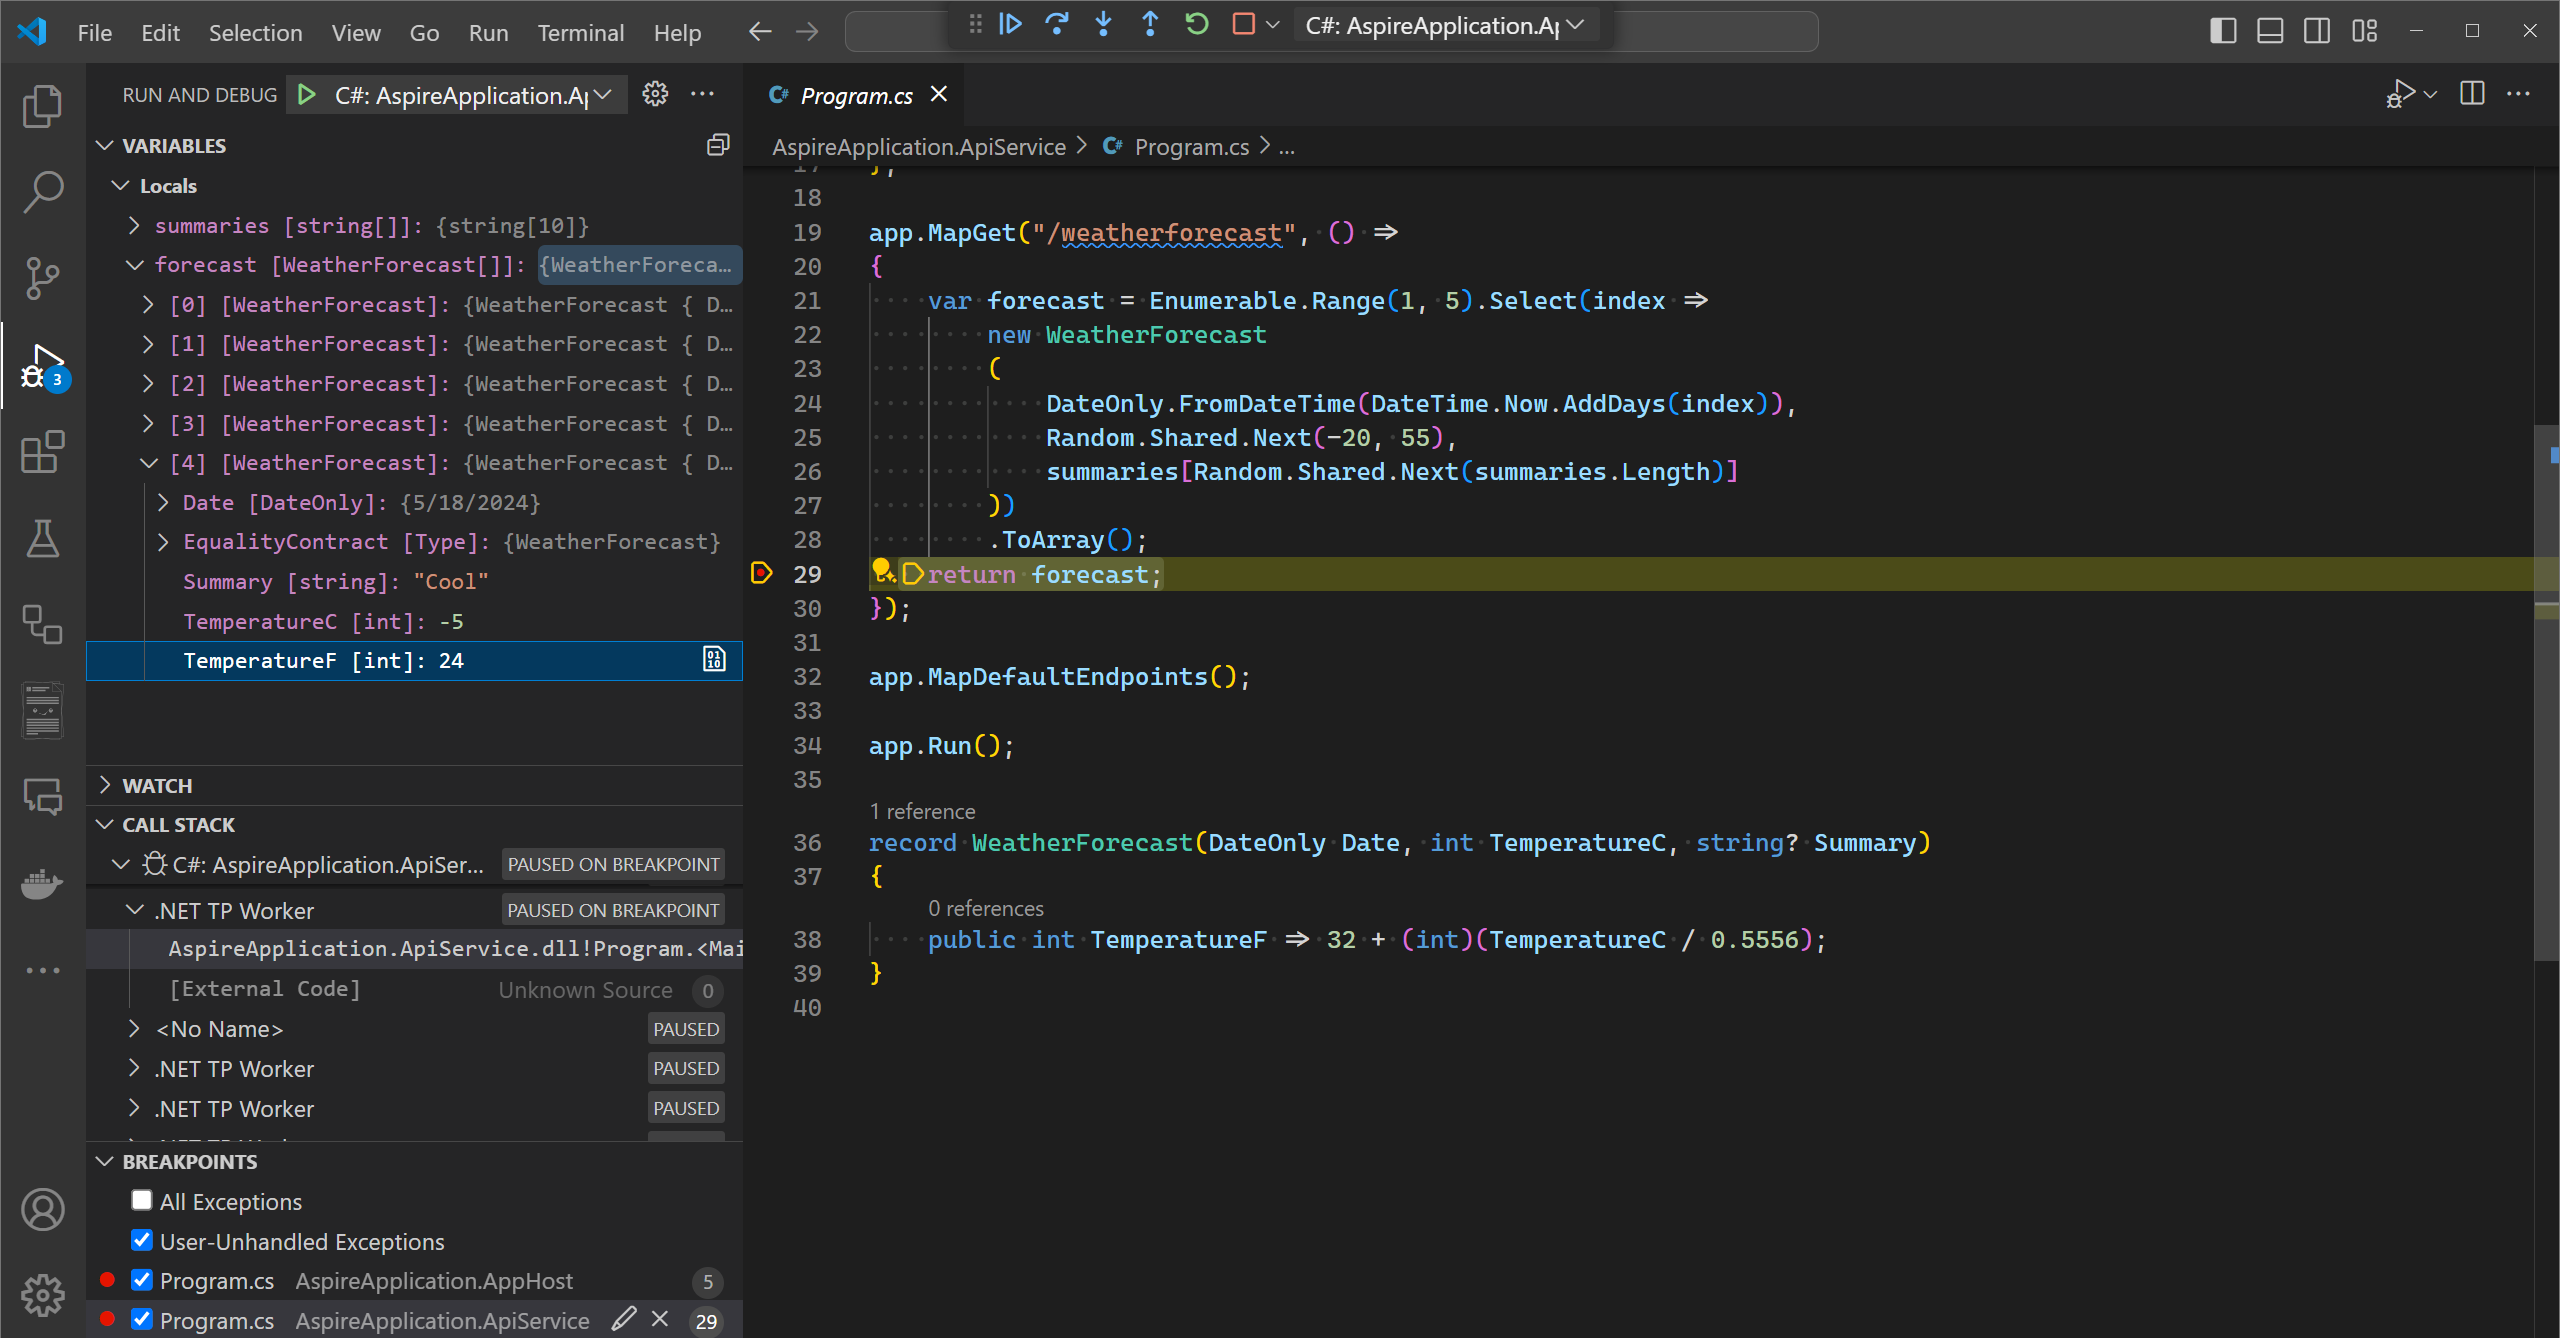 File Edit Selection View Go Run Terminal Help
C#: AspireApplication.Ap
RUN AND DEBUG
C#: AspireApplication.Ap
VARIABLES
Locals
summaries [string[]]: {string[10]}
forecast [WeatherForecast[]]: {WeatherForeca…
[0] [WeatherForecast]: {WeatherForecast { D…
[1] [WeatherForecast]: {WeatherForecast { D…
[2] [WeatherForecast]: {WeatherForecast { D…
[3] [WeatherForecast]: {WeatherForecast { D…
[4] [WeatherForecast]: {WeatherForecast { D…
Date [DateOnly]: {5/18/2024}
EqualityContract [Type]: {WeatherForecast}
Summary [string]: "Cool"
TemperatureC [int]: -5
TemperatureF [int]: 24
3
WATCH
CALL STACK
C#: AspireApplication.ApiSer... PAUSED ON BREAKPOINT
.NET TP Worker PAUSED ON BREAKPOINT
AspireApplication.ApiService.dll!Program.<Mai
[External Code] Unknown Source 0
<No Name> PAUSED
.NET TP Worker PAUSED
.NET TP Worker PAUSED
BREAKPOINTS
All Exceptions
User-Unhandled Exceptions
Program.cs AspireApplication.AppHost 5
Program.cs AspireApplication.ApiService 29
C# Program.cs
AspireApplication.ApiService > C# Program.cs > ...
17 };
18
19 app.MapGet("/weatherforecast", () =>
20 {
21 var forecast = Enumerable.Range(1, 5).Select(index =>
22 new WeatherForecast
23 (
24 DateOnly.FromDateTime(DateTime.Now.AddDays(index)),
25 Random.Shared.Next(-20, 55),
26 summaries[Random.Shared.Next(summaries.Length)]
27 ))
28 .ToArray();
29 return forecast;
30 });
31
32 app.MapDefaultEndpoints();
33
34 app.Run();
35
1 reference
36 record WeatherForecast(DateOnly Date, int TemperatureC, string? Summary)
37 {
0 references
38 public int TemperatureF => 32 + (int)(TemperatureC / 0.5556);
39 }
40